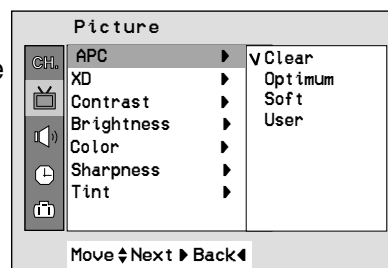 Picture
e
CH.
APC
XD
Contrast
Brightness
Color
Sharpness
Tint
√ Clear
Optimum
Soft
User
Move Next Back